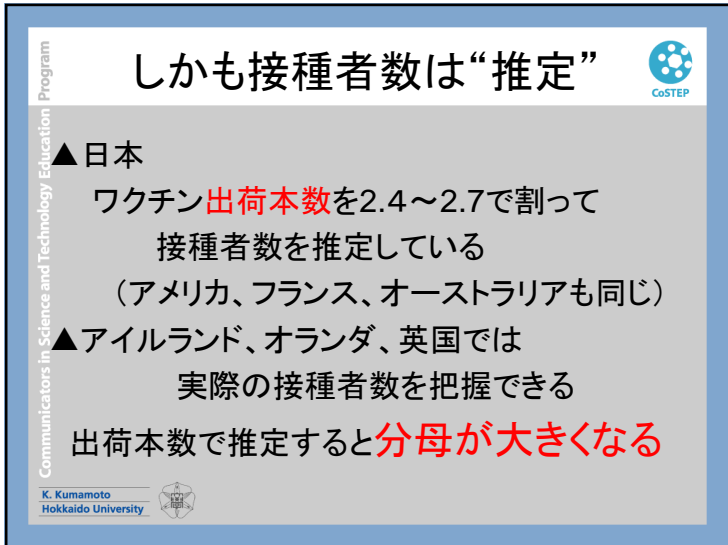 しかも接種者数は“推定”
CoSTEP
Communicators in Science and Technology Education Program
▲日本
ワクチン出荷本数を2.4～2.7で割って
接種者数を推定している
（アメリカ、フランス、オーストラリアも同じ）
▲アイルランド、オランダ、英国では
実際の接種者数を把握できる
出荷本数で推定すると分母が大きくなる
K. Kumamoto
Hokkaido University